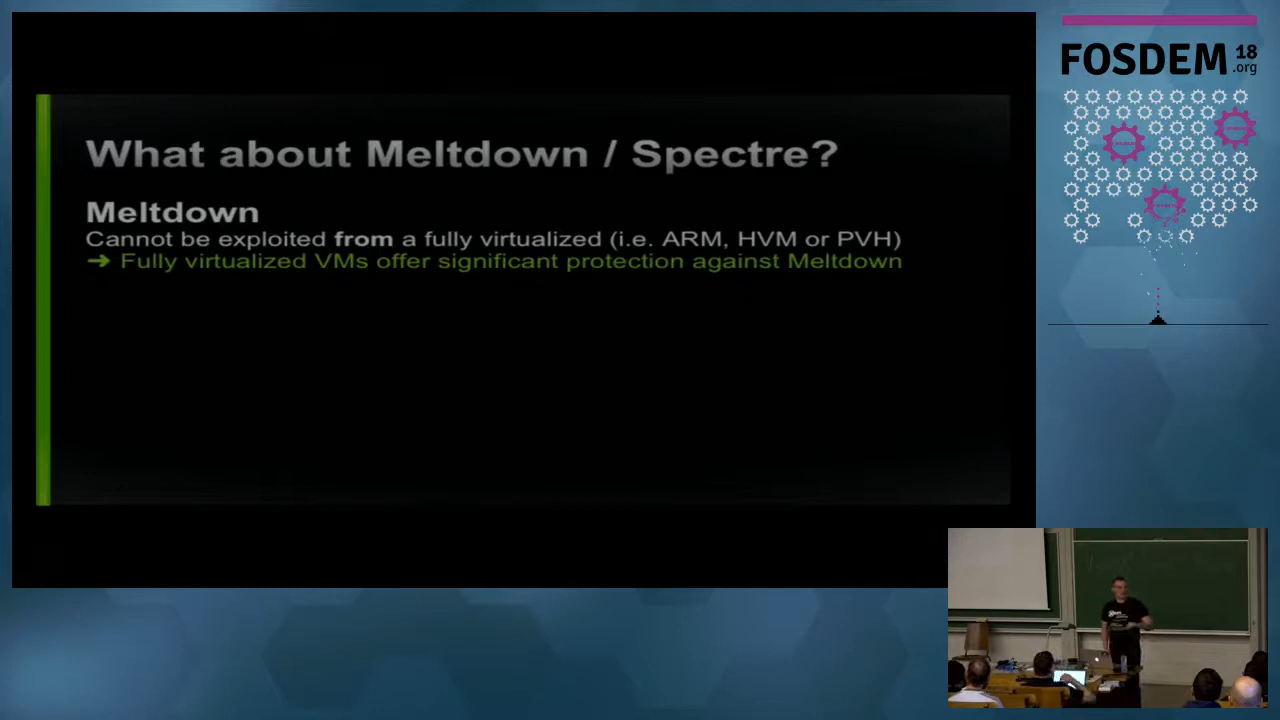 What about Meltdown / Spectre?
Meltdown
Cannot be exploited from a fully virtualized (i.e. ARM, HVM or PVH)
➔ Fully virtualized VMs offer significant protection against Meltdown
FOSDEM 18
.org